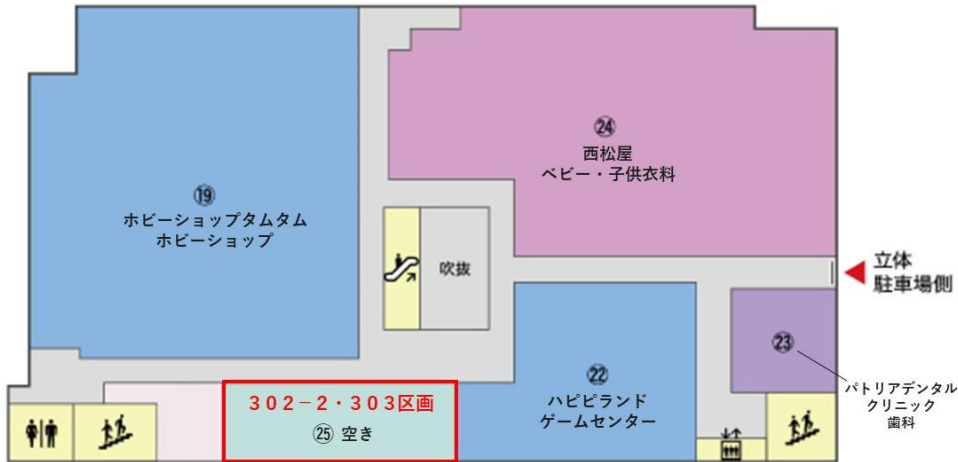 ㉔
西松屋
ベビー・子供衣料
⑲
ホビーショップタムタム
ホビーショップ
吹抜
立体
駐車場側
㉓
パトリアデンタル
クリニック
歯科
㉒
ハピピランド
ゲームセンター
302－2・303区画
㉕ 空き